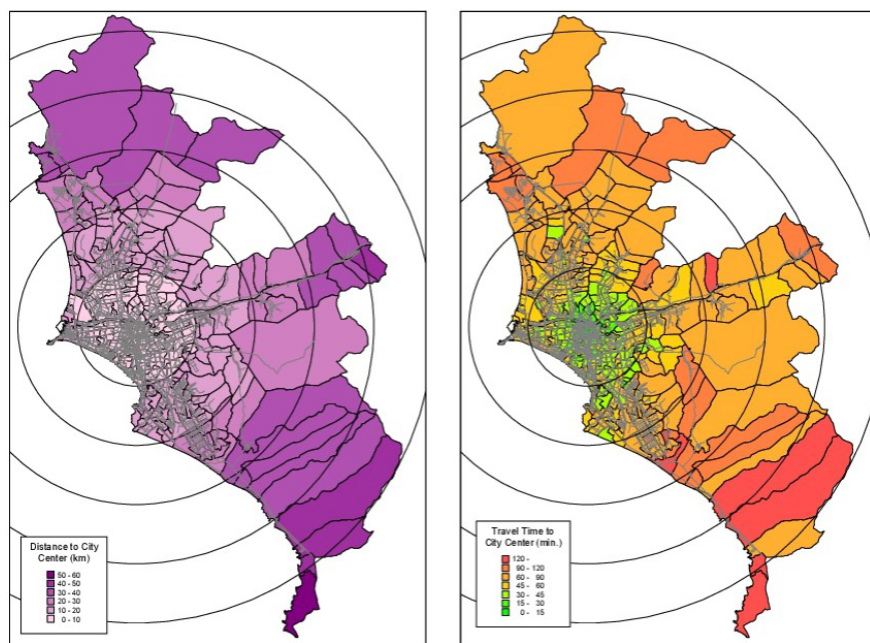 Distance to City
Center (km)
50 - 60
40 - 50
30 - 40
20 - 30
10 - 20
0 - 10
Travel Time to
City Center (min.)
120 -
90 - 120
60 - 90
45 - 60
30 - 45
15 - 30
0 - 15